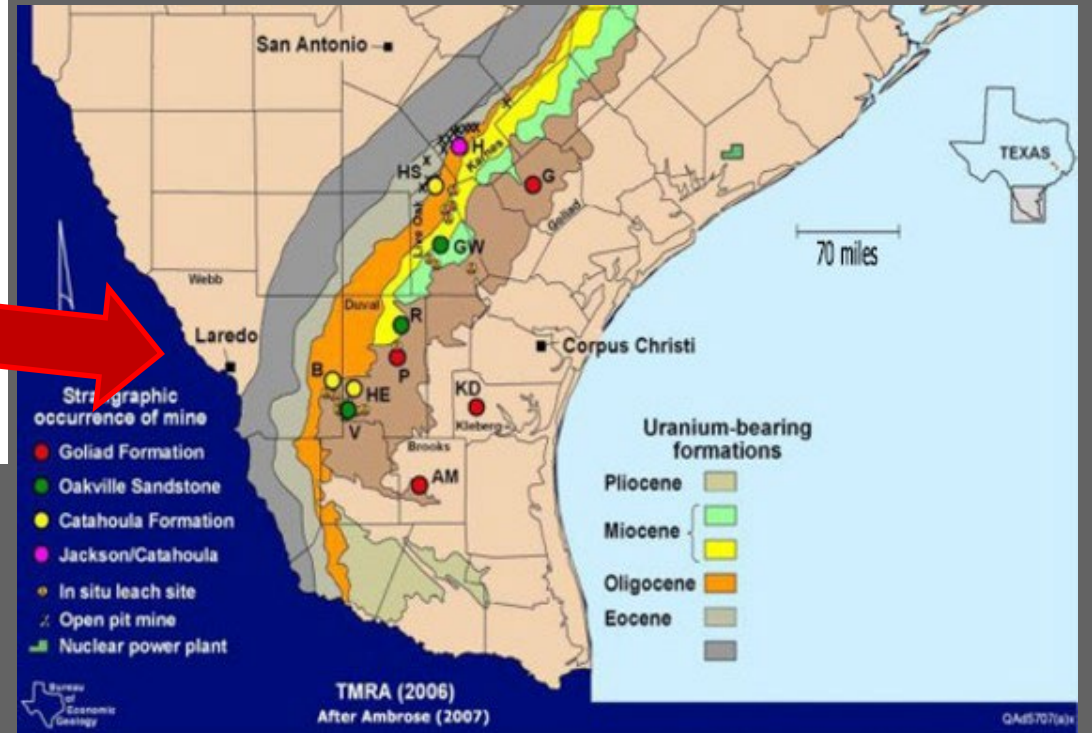 San Antonio
TEXAS
H
Karnes
HS
G
Live Oak
Goliad
GW
70 miles
Webb
Duval
R
Laredo
Corpus Christi
P
B
HE
KD
V
Kleberg
Brooks
AM
Stratigraphic
occurrence of mine
Goliad Formation
Oakville Sandstone
Catahoula Formation
Jackson/Catahoula
In situ leach site
Open pit mine
Nuclear power plant
Uranium-bearing
formations
Pliocene
Miocene
Oligocene
Eocene
Bureau
of
Economic
Geology
TMRA (2006)
After Ambrose (2007)
QAd5707(a)x